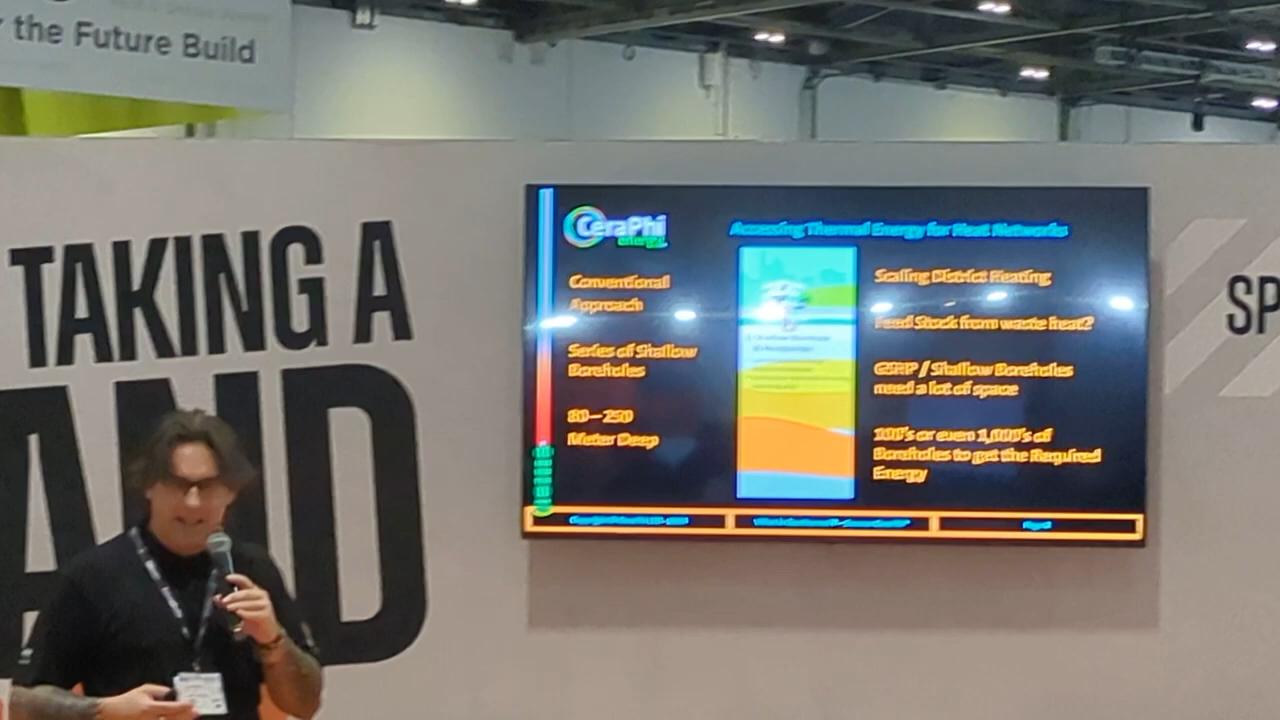 the Future Build
TAKING A
AND
SP
CeraPhi
energy
Accessing Thermal Energy for Heat Networks
Conventional
Approach
Series of Shallow
Boreholes
80 – 250
Meter Deep
Scaling District Heating
Feed Stock from waste heat?
GSHP / Shallow Boreholes
need a lot of space
100's or even 1,000's of
Boreholes to get the Required
Energy